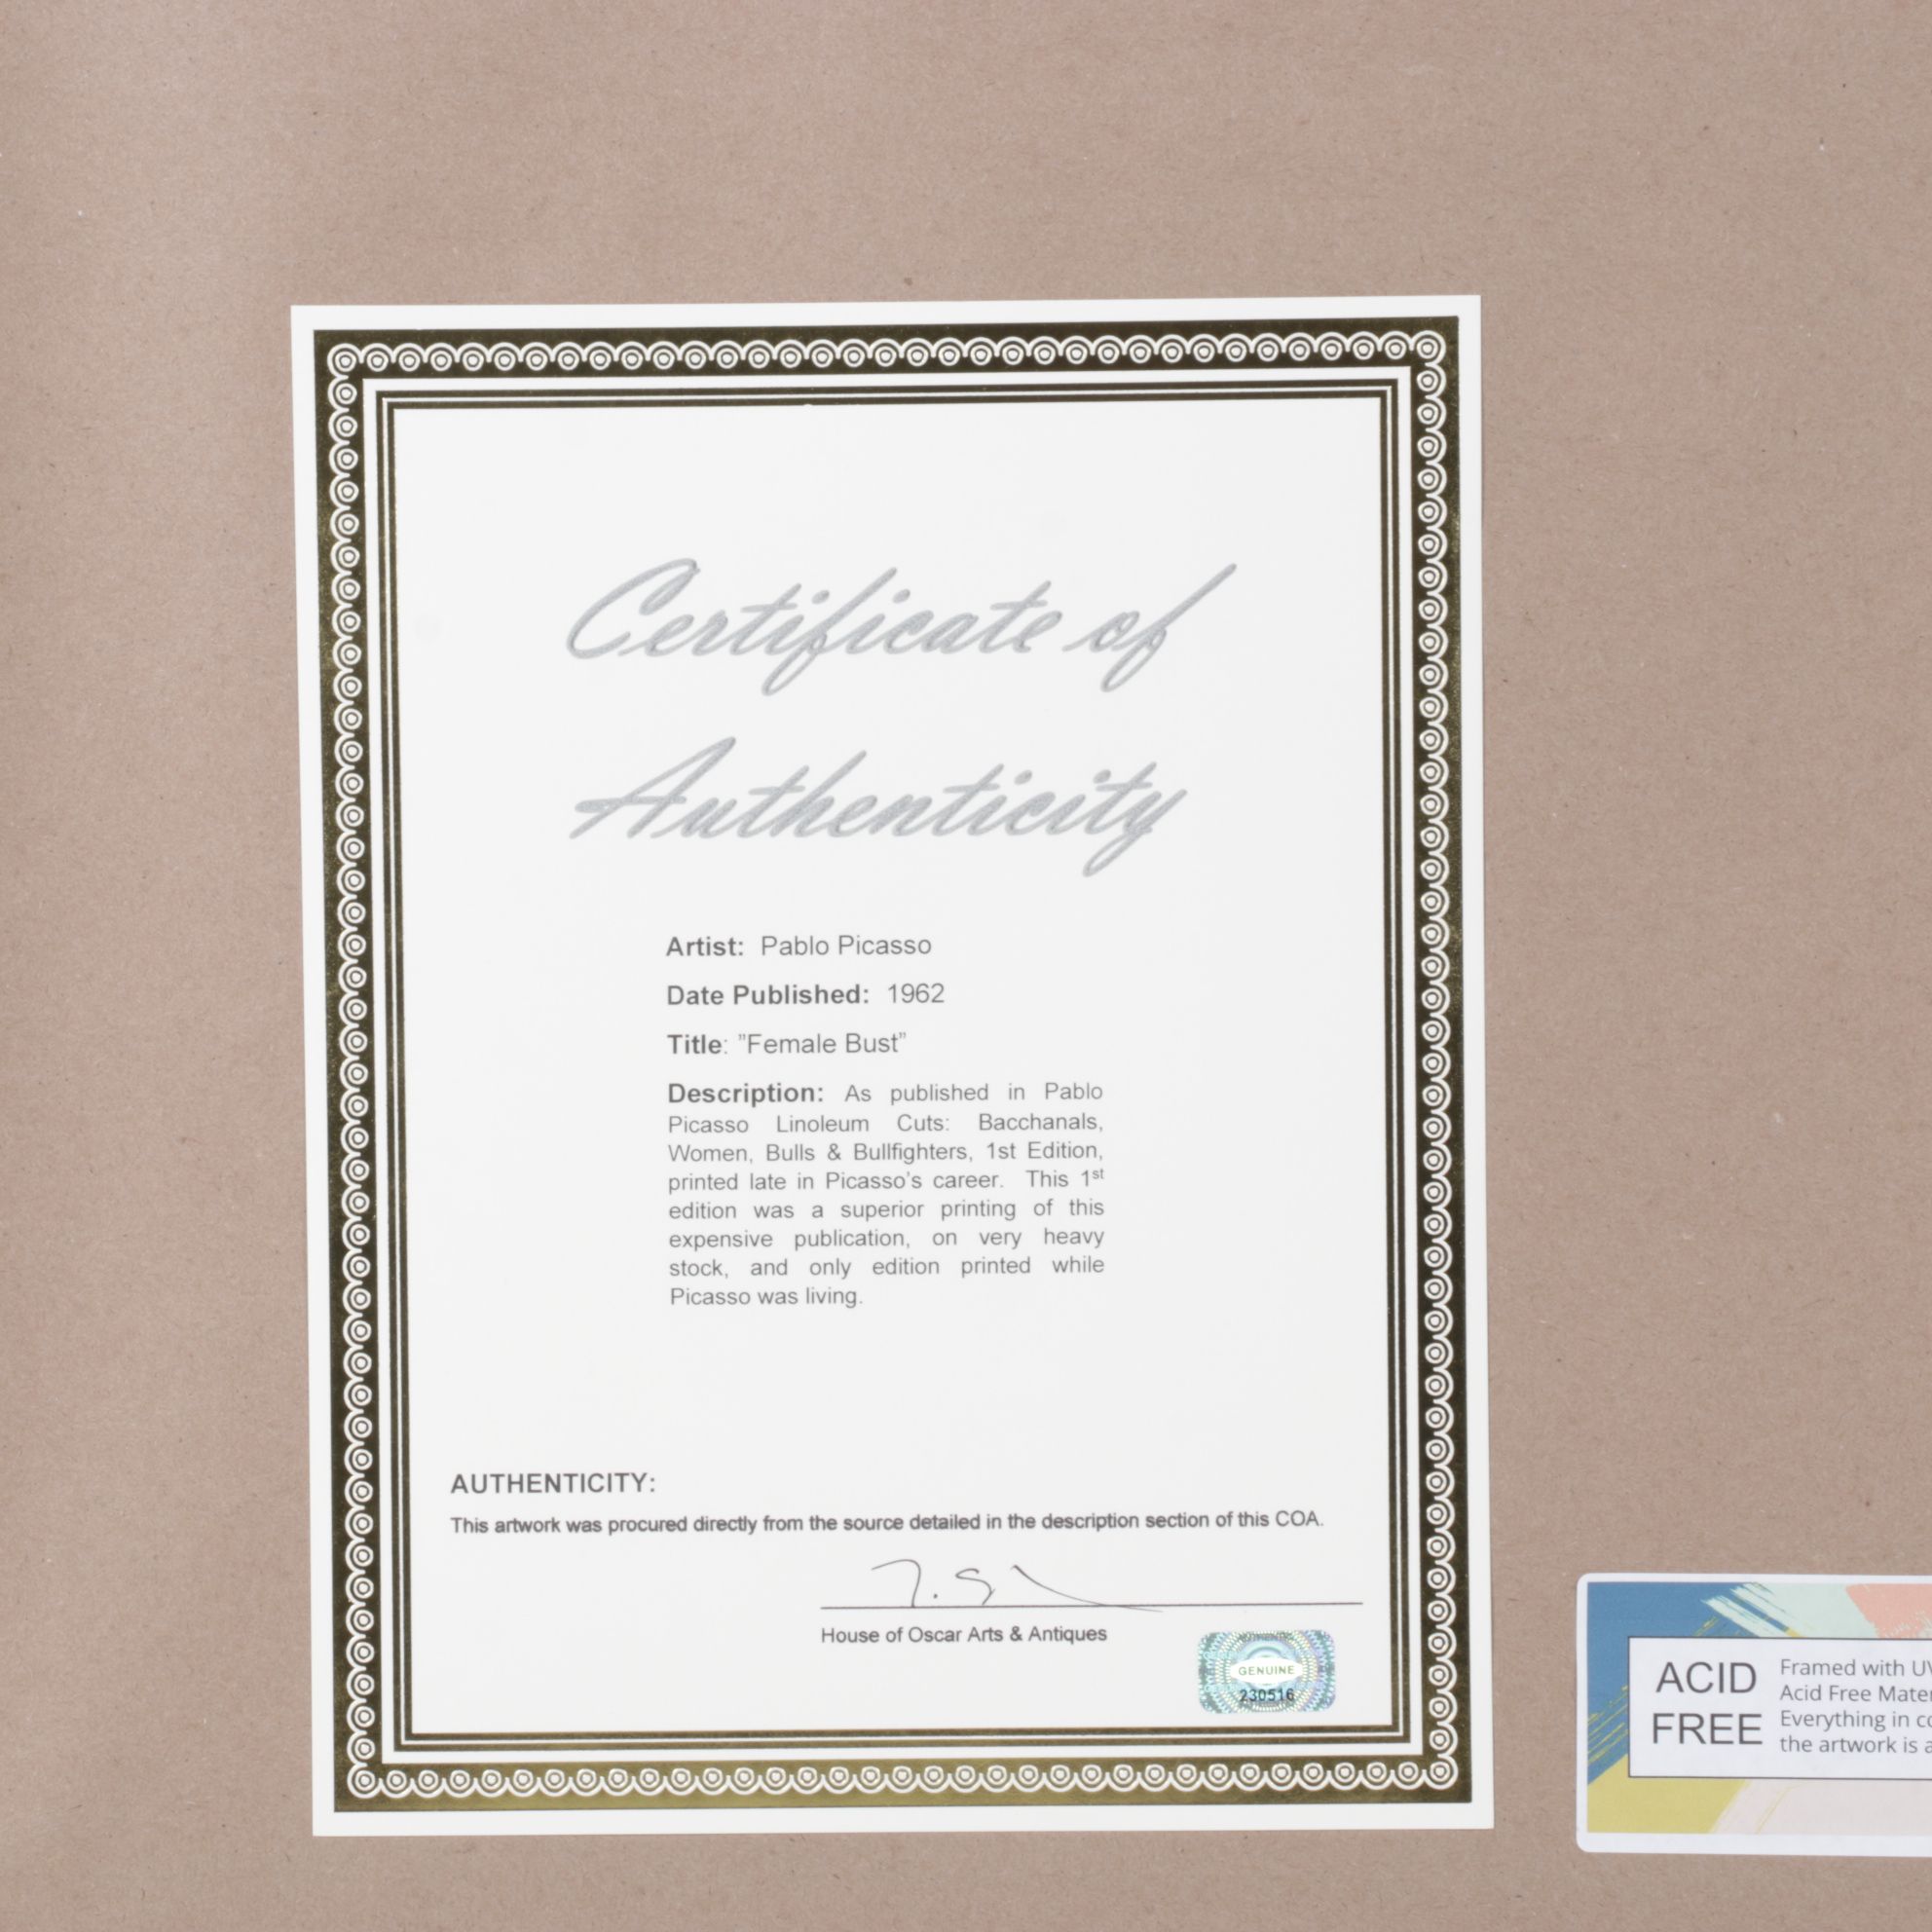 Certificate of
Authenticity
Artist: Pablo Picasso
Date Published: 1962
Title: "Female Bust"
Description: As published in Pablo
Picasso Linoleum Cuts: Bacchanals,
Women, Bulls & Bullfighters, 1st Edition,
printed late in Picasso's career. This 1st
edition was a superior printing of this
expensive publication, on very heavy
stock, and only edition printed while
Picasso was living.
AUTHENTICITY:
This artwork was procured directly from the source detailed in the description section of this COA.
House of Oscar Arts & Antiques
GENUINE
230516
ACID
FREE
Framed with UV
Acid Free
Everything in
the artwork is